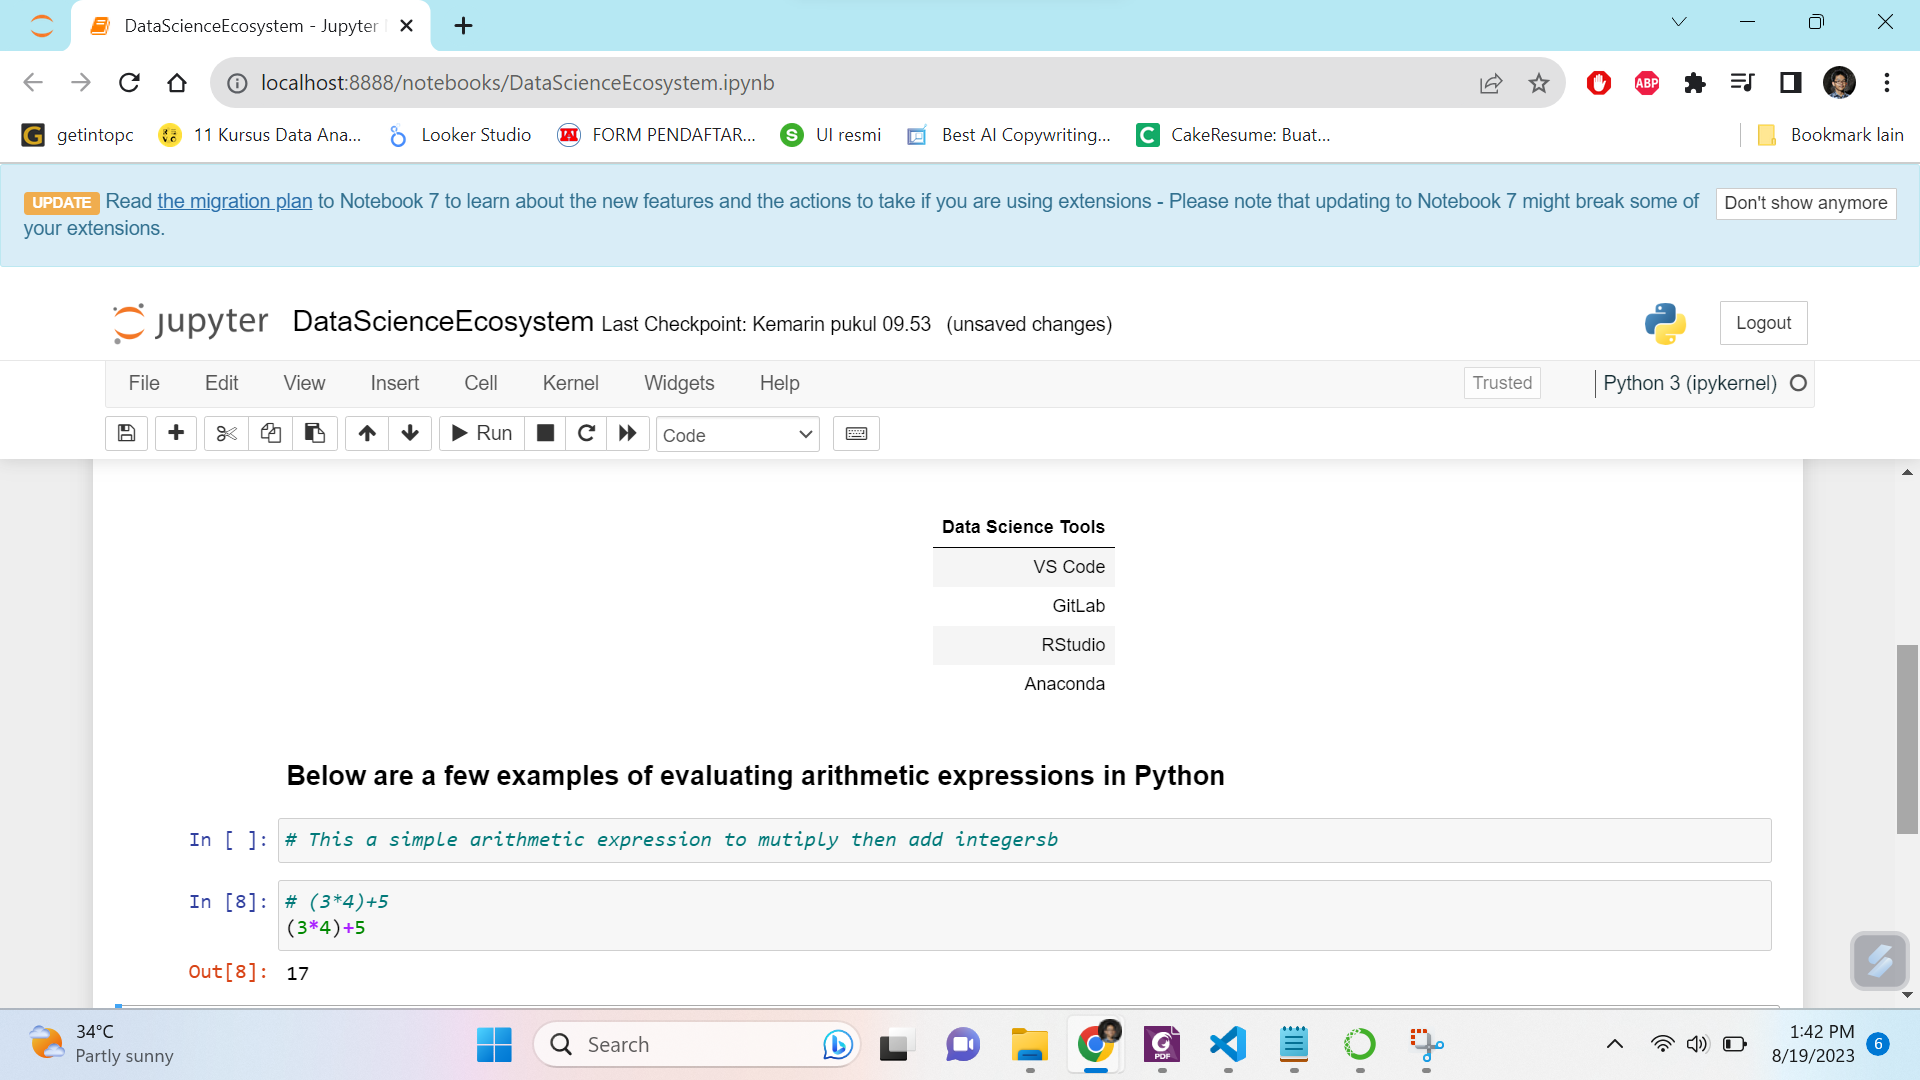 DataScienceEcosystem - Jupyter
localhost:8888/notebooks/DataScienceEcosystem.ipynb
ABP
getintopc
11 Kursus Data Ana...
Looker Studio
FORM PENDAFTAR...
S
UI resmi
Best AI Copywriting...
C
CakeResume: Buat...
Bookmark lain
UPDATE Read the migration plan to Notebook 7 to learn about the new features and the actions to take if you are using extensions - Please note that updating to Notebook 7 might break some of
your extensions.
Don't show anymore
jupyter
DataScienceEcosystem Last Checkpoint: Kemarin pukul 09.53 (unsaved changes)
Logout
File Edit View Insert Cell Kernel Widgets Help
Trusted
Python 3 (ipykernel)
Run
Code
Data Science Tools
VS Code
GitLab
RStudio
Anaconda
Below are a few examples of evaluating arithmetic expressions in Python
In [ ]: # This a simple arithmetic expression to mutiply then add integersb
In [8]: # (3*4)+5
(3*4)+5
Out[8]: 17
34°C
Partly sunny
Search
PDF
1:42 PM
8/19/2023
6